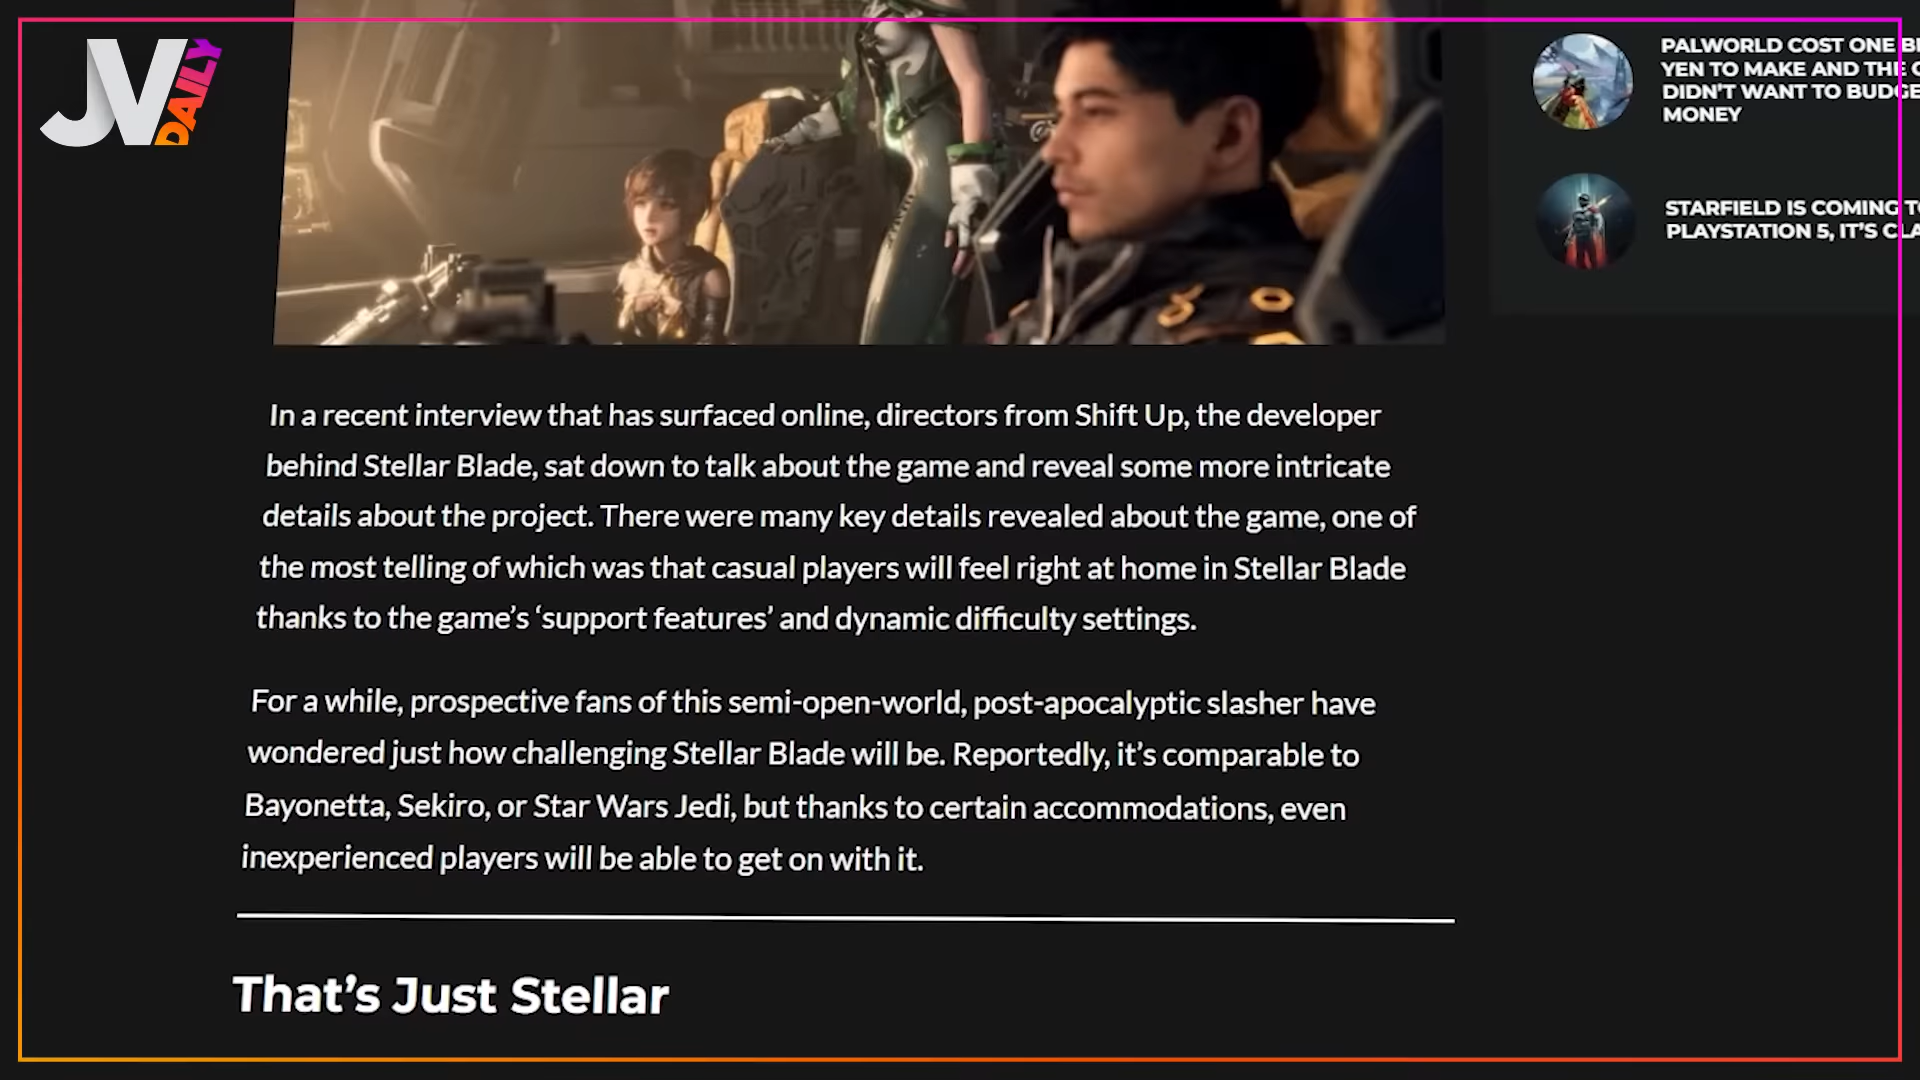 JV
DAILY
PALWORLD COST ONE
YEN TO MAKE AND THE
DIDN'T WANT TO
MONEY
STARFIELD IS COMING
PLAYSTATION 5, IT'S
In a recent interview that has surfaced online, directors from Shift Up, the developer
behind Stellar Blade, sat down to talk about the game and reveal some more intricate
details about the project. There were many key details revealed about the game, one of
the most telling of which was that casual players will feel right at home in Stellar Blade
thanks to the game's ‘support features’ and dynamic difficulty settings.
For a while, prospective fans of this semi-open-world, post-apocalyptic slasher have
wondered just how challenging Stellar Blade will be. Reportedly, it's comparable to
Bayonetta, Sekiro, or Star Wars Jedi, but thanks to certain accommodations, even
inexperienced players will be able to get on with it.
That's Just Stellar